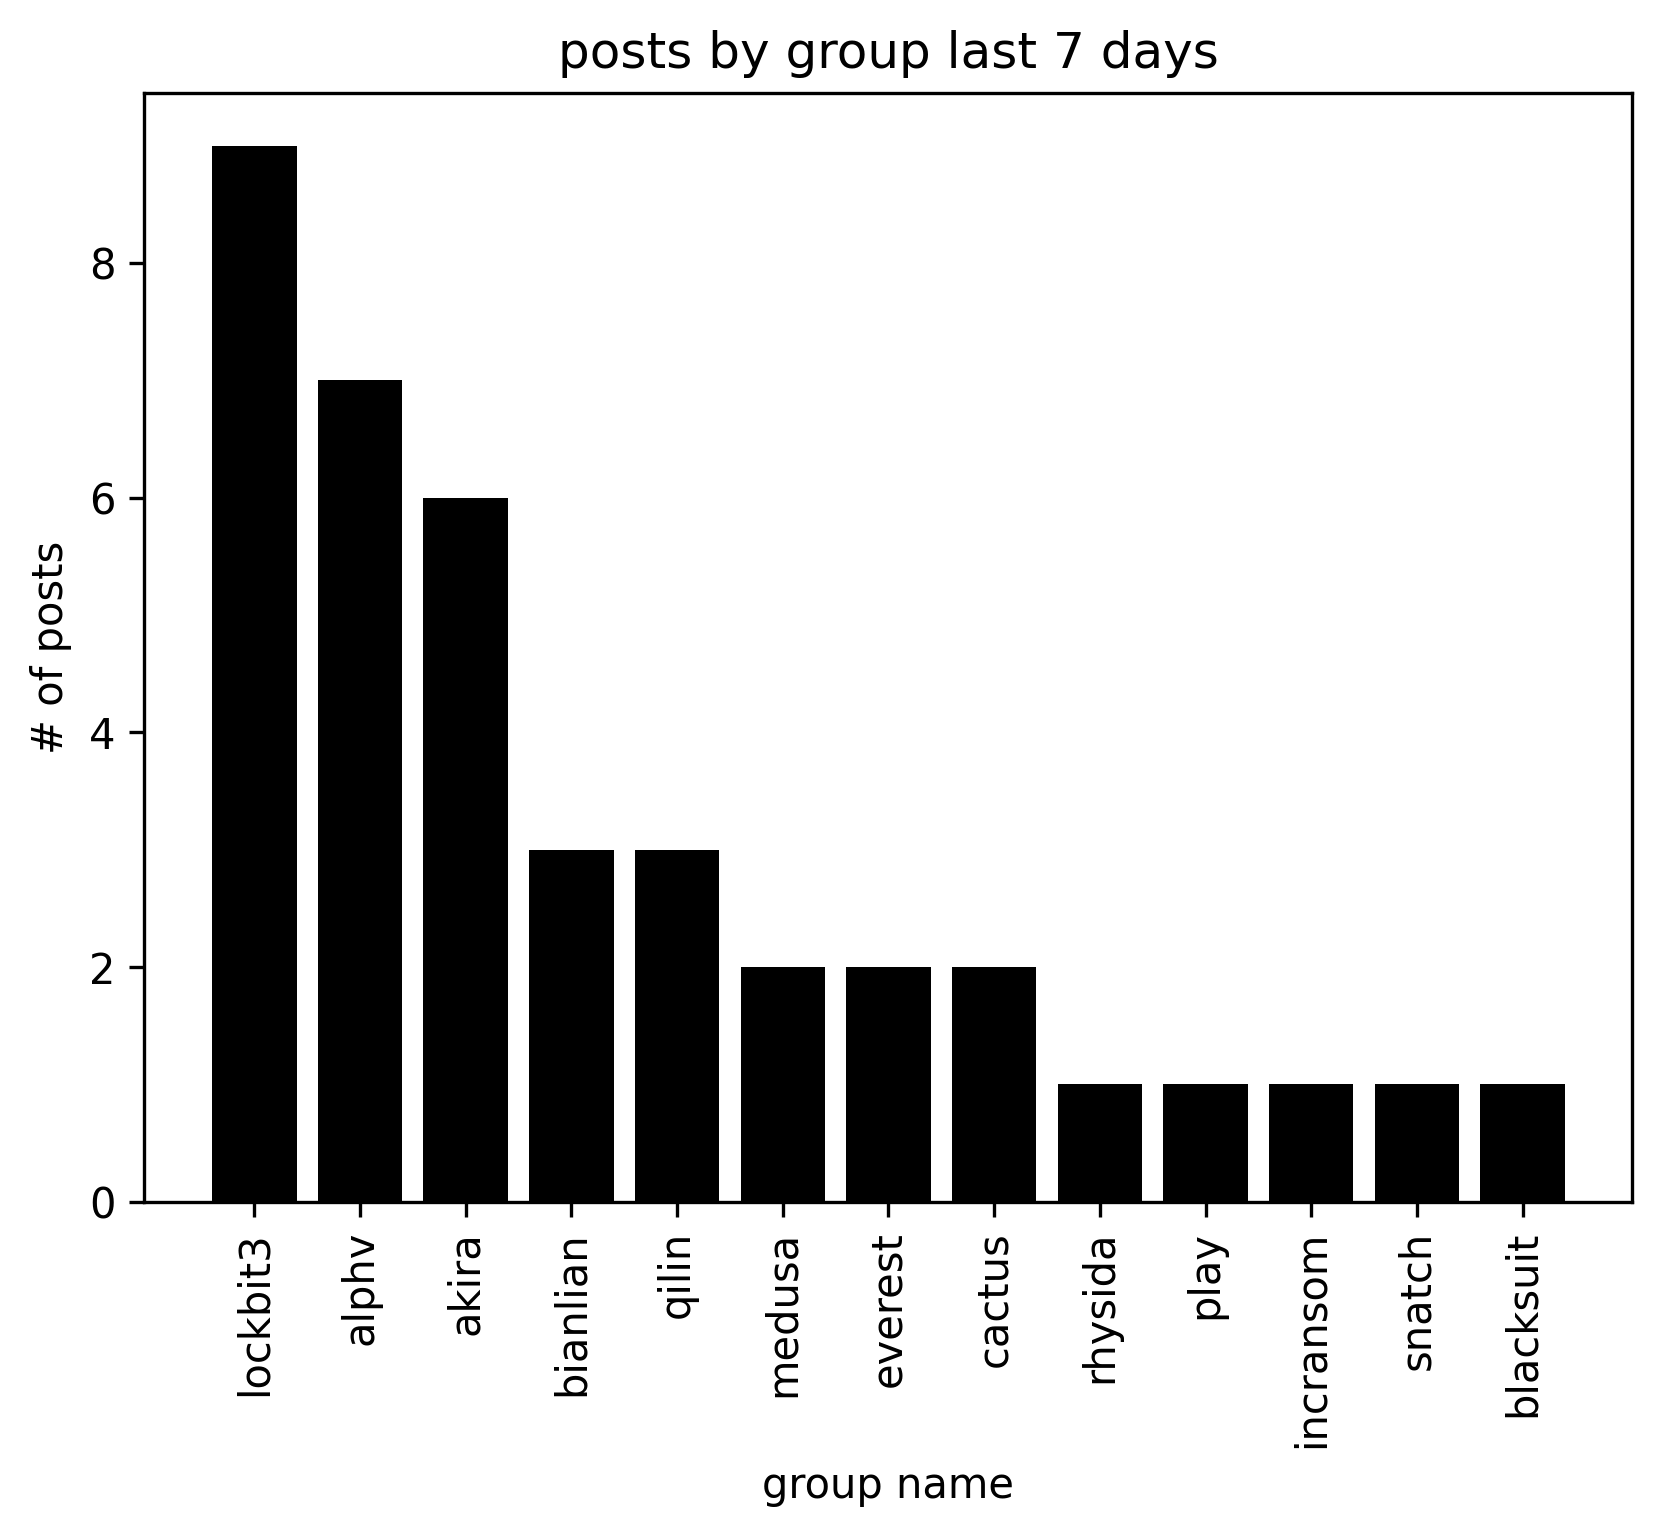 posts by group last 7 days
# of posts
8
6
4
2
0
lockbit3
alphv
akira
bianlian
qilin
medusa
everest
cactus
rhysida
play
incransom
snatch
blacksuit
group name